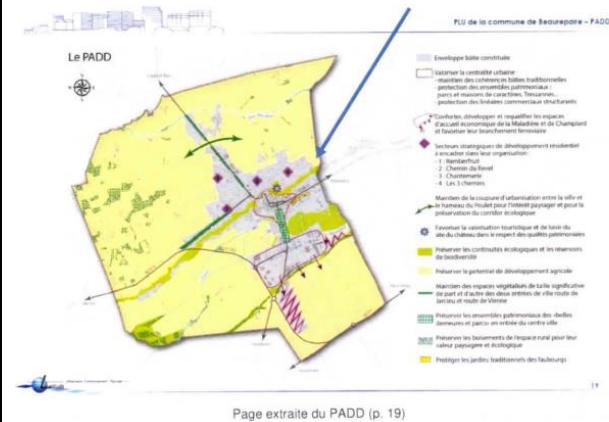 PLU de la commune de Beaurepaire – PADD
Le PADD
Enveloppe bâtie constituée
Valoriser la centralité urbaine
- maintien des cohérences bâties traditionnelles
- protection des ensembles patrimoniaux :
parcs et maisons de caractères, Terreannes...
- protection des linéaires commerciaux structurants
Conforter, développer et requalifier les espaces
d'accueil économique de la Maladière et de Champlard
et favoriser leur branchement ferroviaire
Secteurs stratégiques de développement résidentiel
à encadrer dans leur organisation :
- 1 : Rambertfruit
- 2 : Chemin du Revel
- 3 : Chantemerle
- 4 : Les 3 chemins
Maintien de la coupure d'urbanisation entre la ville et
le hameau du Poulet pour l'intérêt paysager et pour la
préservation du corridor écologique
Favoriser la valorisation touristique et de loisir du
site du château dans le respect des qualités patrimoniales
Préserver les continuités écologiques et les réservoirs
de biodiversité
Préserver le potentiel de développement agricole
Maintien des espaces végétalisés de taille significative
de part et d'autre des deux entrées de ville route de
Jarcieu et route de Vienne
Préserver les ensembles patrimoniaux des «belles
demeures et parcs» en entrée du centre ville
Préserver les boisements de l'espace rural pour leur
valeur paysagère et écologique
Protéger les jardins traditionnels des faubourgs
Page extraite du PADD (p. 19)